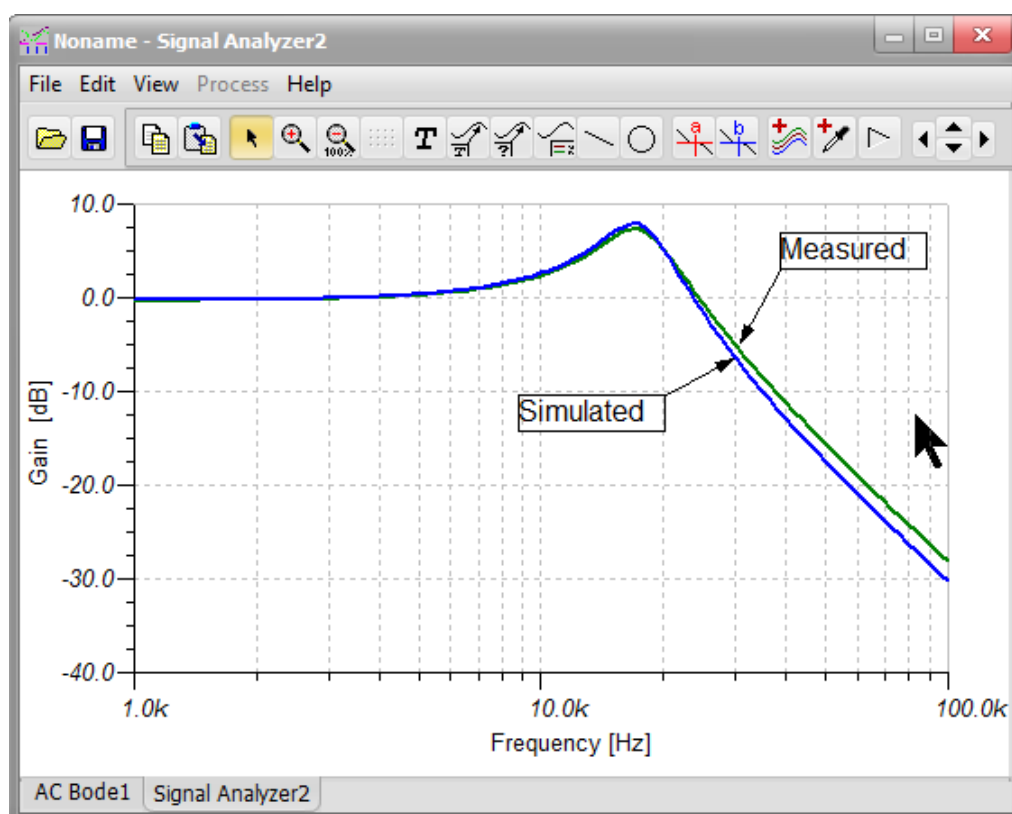 Noname - Signal Analyzer2
File Edit View Process Help
T
100%
T
?
x
a
b
10.0
0.0
-10.0
-20.0
-30.0
-40.0
Gain [dB]
Measured
Simulated
1.0k
10.0k
100.0k
Frequency [Hz]
AC Bode1
Signal Analyzer2